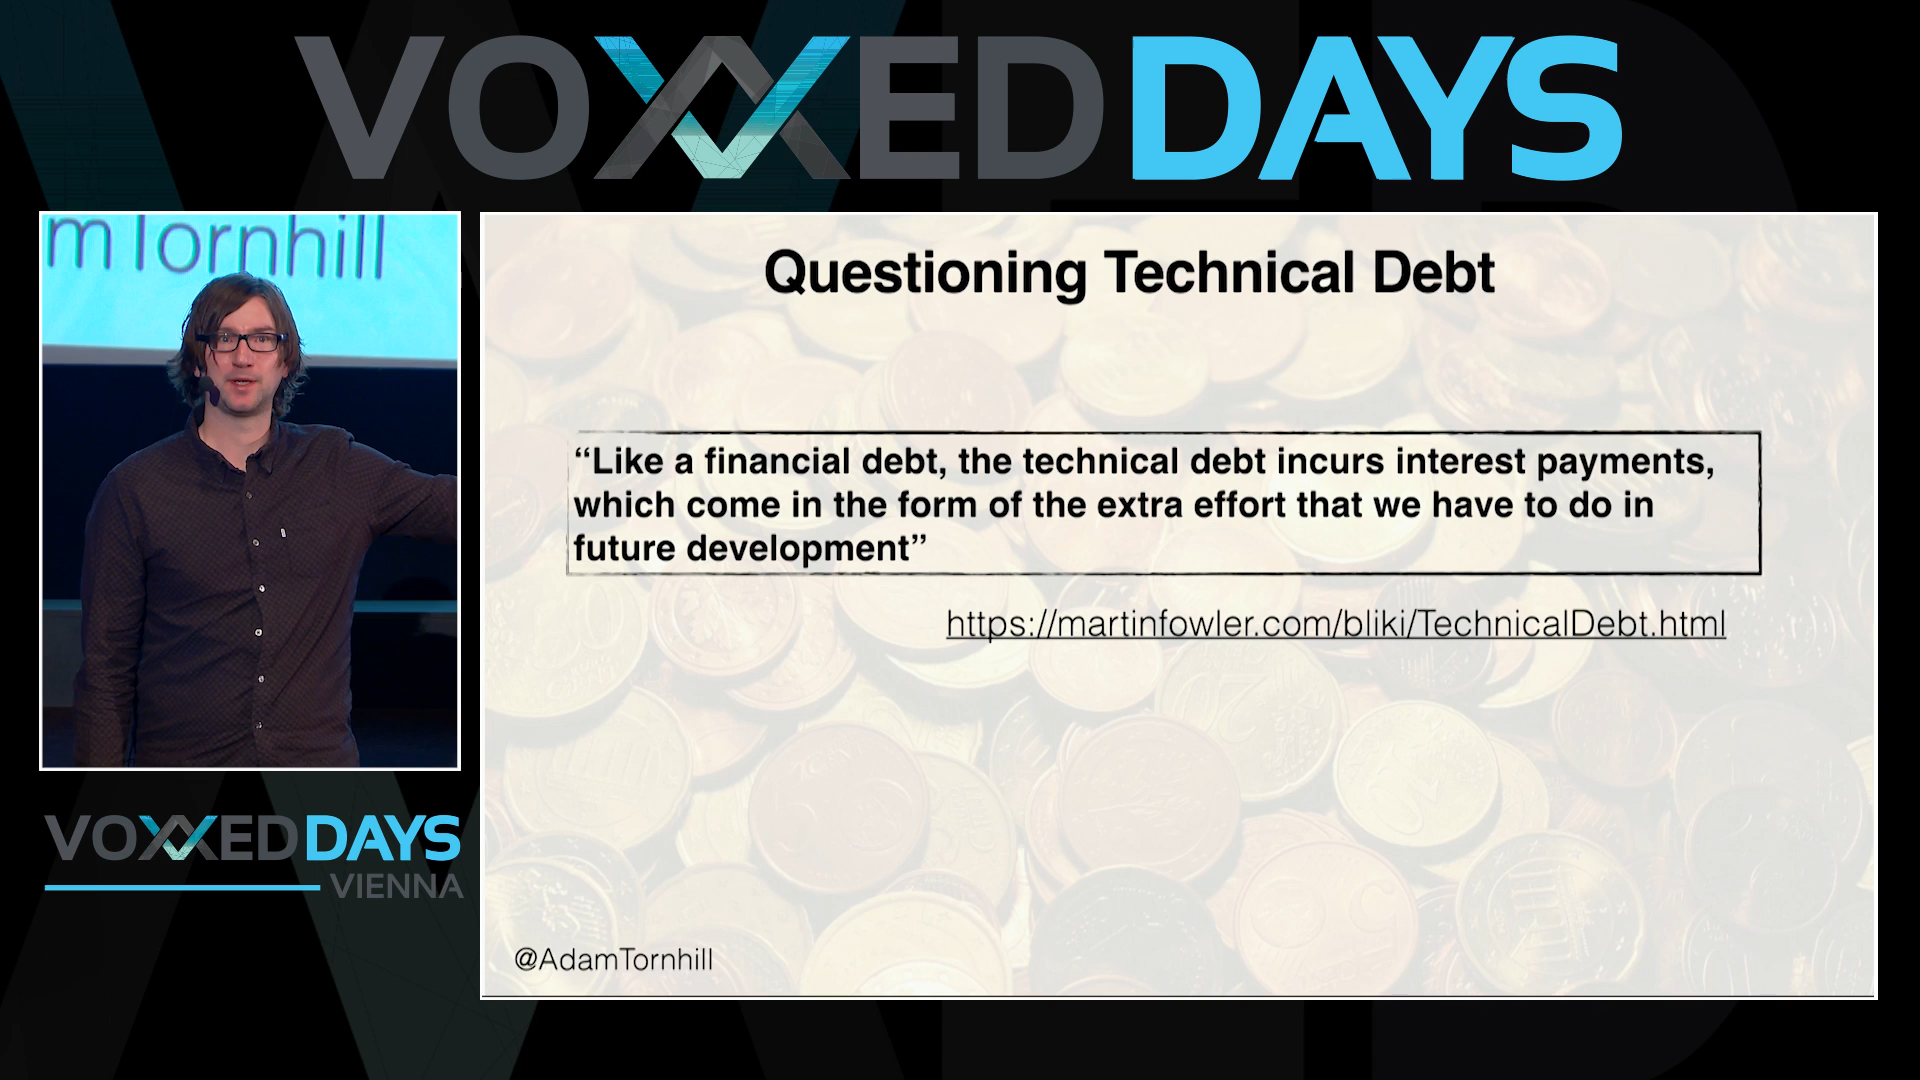 VOXXED DAYS
mTornhill
Questioning Technical Debt
“Like a financial debt, the technical debt incurs interest payments,
which come in the form of the extra effort that we have to do in
future development”
https://martinfowler.com/bliki/TechnicalDebt.html
@AdamTornhill
VOXXED DAYS
VIENNA